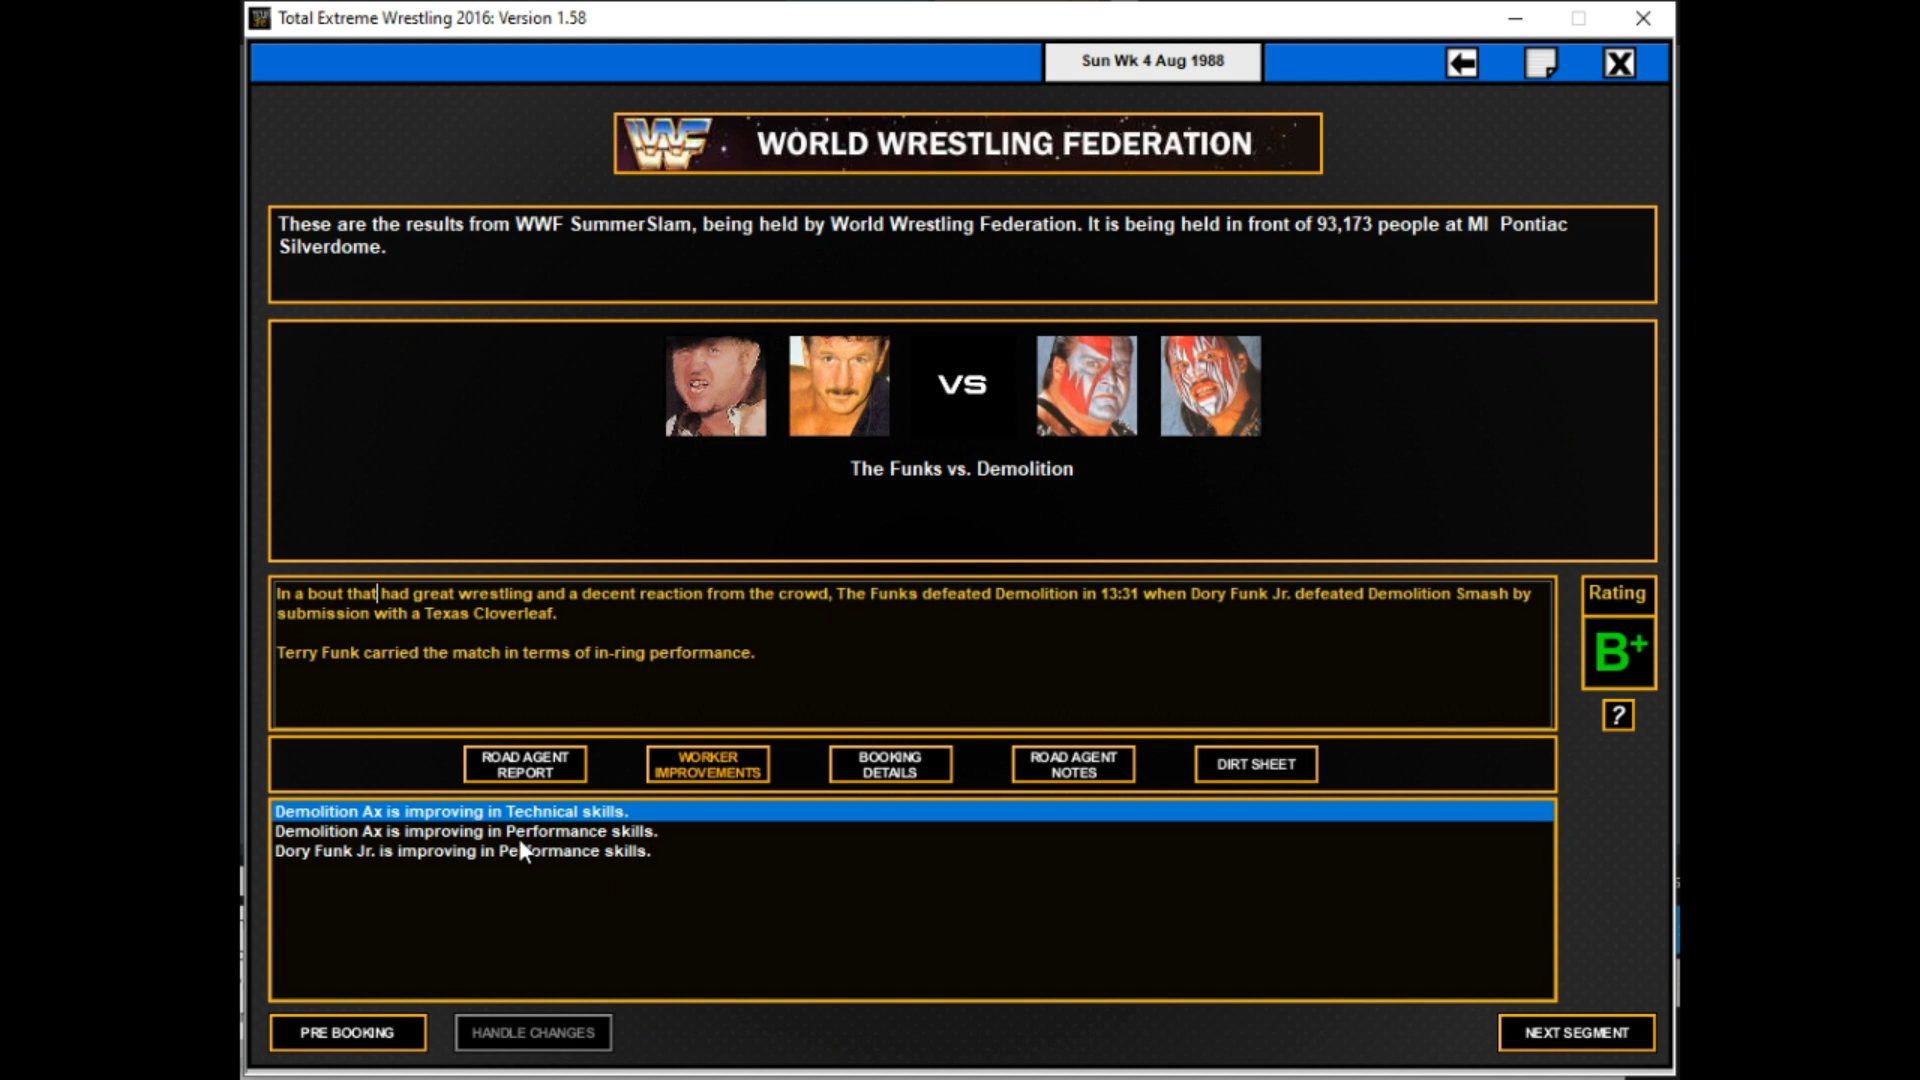 Total Extreme Wrestling 2016: Version 1.58
Sun Wk 4 Aug 1988
WF WORLD WRESTLING FEDERATION
These are the results from WWF SummerSlam, being held by World Wrestling Federation. It is being held in front of 93,173 people at MI Pontiac
Silverdome.
VS
The Funks vs. Demolition
In a bout that had great wrestling and a decent reaction from the crowd, The Funks defeated Demolition in 13:31 when Dory Funk Jr. defeated Demolition Smash by
submission with a Texas Cloverleaf.
Terry Funk carried the match in terms of in-ring performance.
Rating
B+
?
ROAD AGENT
REPORT
WORKER
IMPROVEMENTS
BOOKING
DETAILS
ROAD AGENT
NOTES
DIRT SHEET
Demolition Ax is improving in Technical skills.
Demolition Ax is improving in Performance skills.
Dory Funk Jr. is improving in Performance skills.
PRE BOOKING
HANDLE CHANGES
NEXT SEGMENT